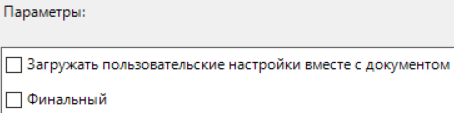 Параметры:
Загружать пользовательские настройки вместе с документом
Финальный